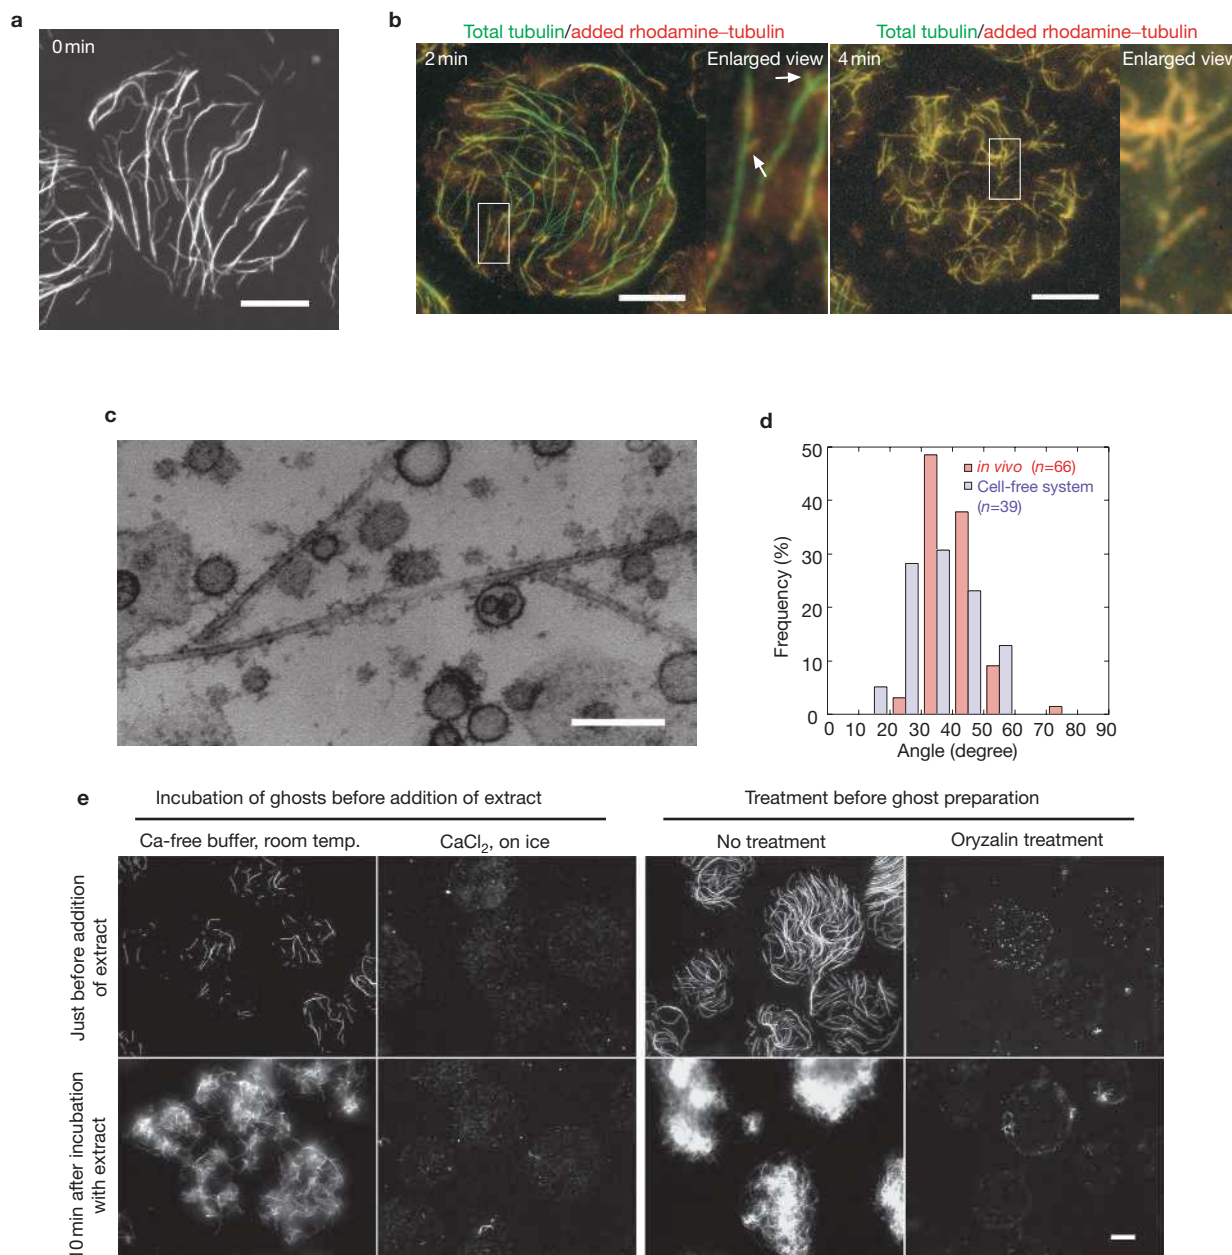 a
0 min
b
Total tubulin/added rhodamine–tubulin
2 min
Enlarged view
Total tubulin/added rhodamine–tubulin
4 min
Enlarged view
c
d
50
40
30
20
10
0
Frequency (%)
in vivo (n=66)
Cell-free system
(n=39)
0 10 20 30 40 50 60 70 80 90
Angle (degree)
e
Incubation of ghosts before addition of extract
Treatment before ghost preparation
Ca-free buffer, room temp.
CaCl2, on ice
No treatment
Oryzalin treatment
Just before addition
of extract
10 min after incubation
with extract